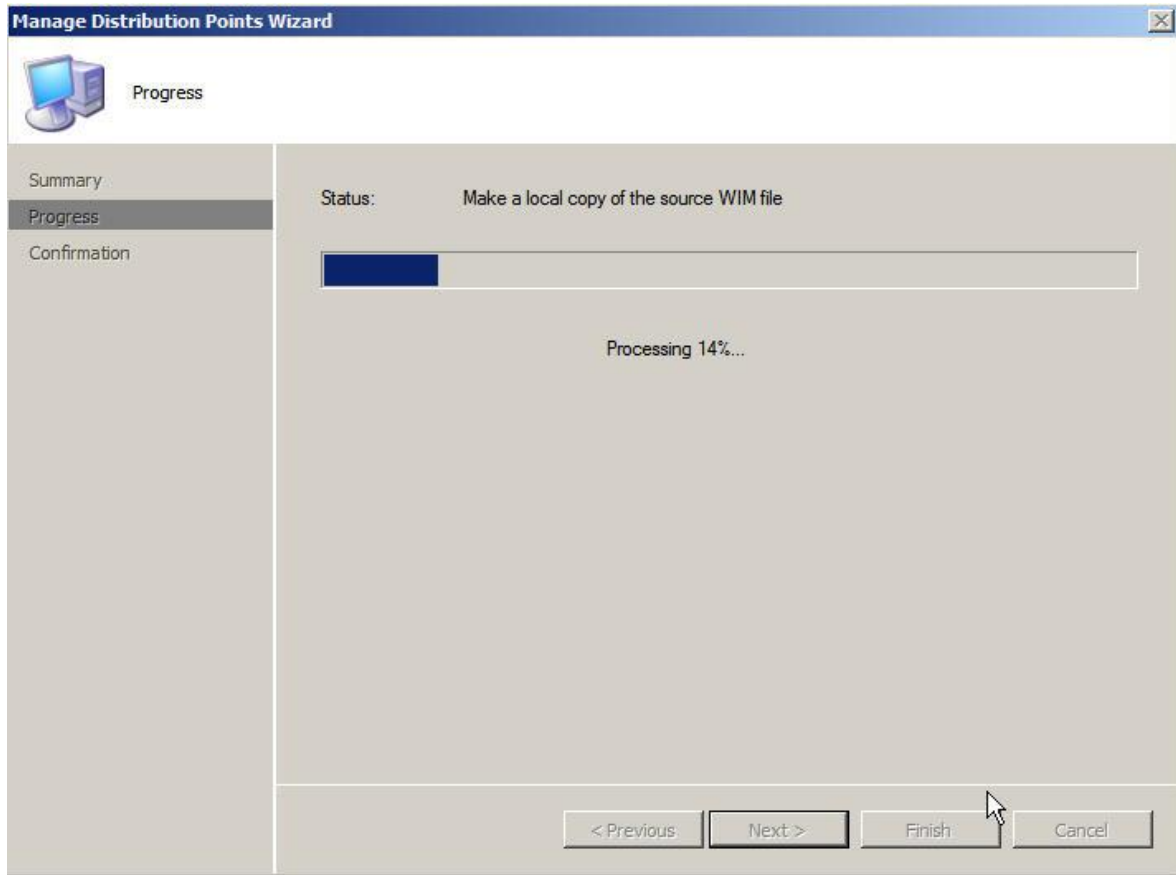 Manage Distribution Points Wizard
Progress
Summary
Progress
Confirmation
Status: Make a local copy of the source WIM file
Processing 14%...
< Previous Next > Finish Cancel